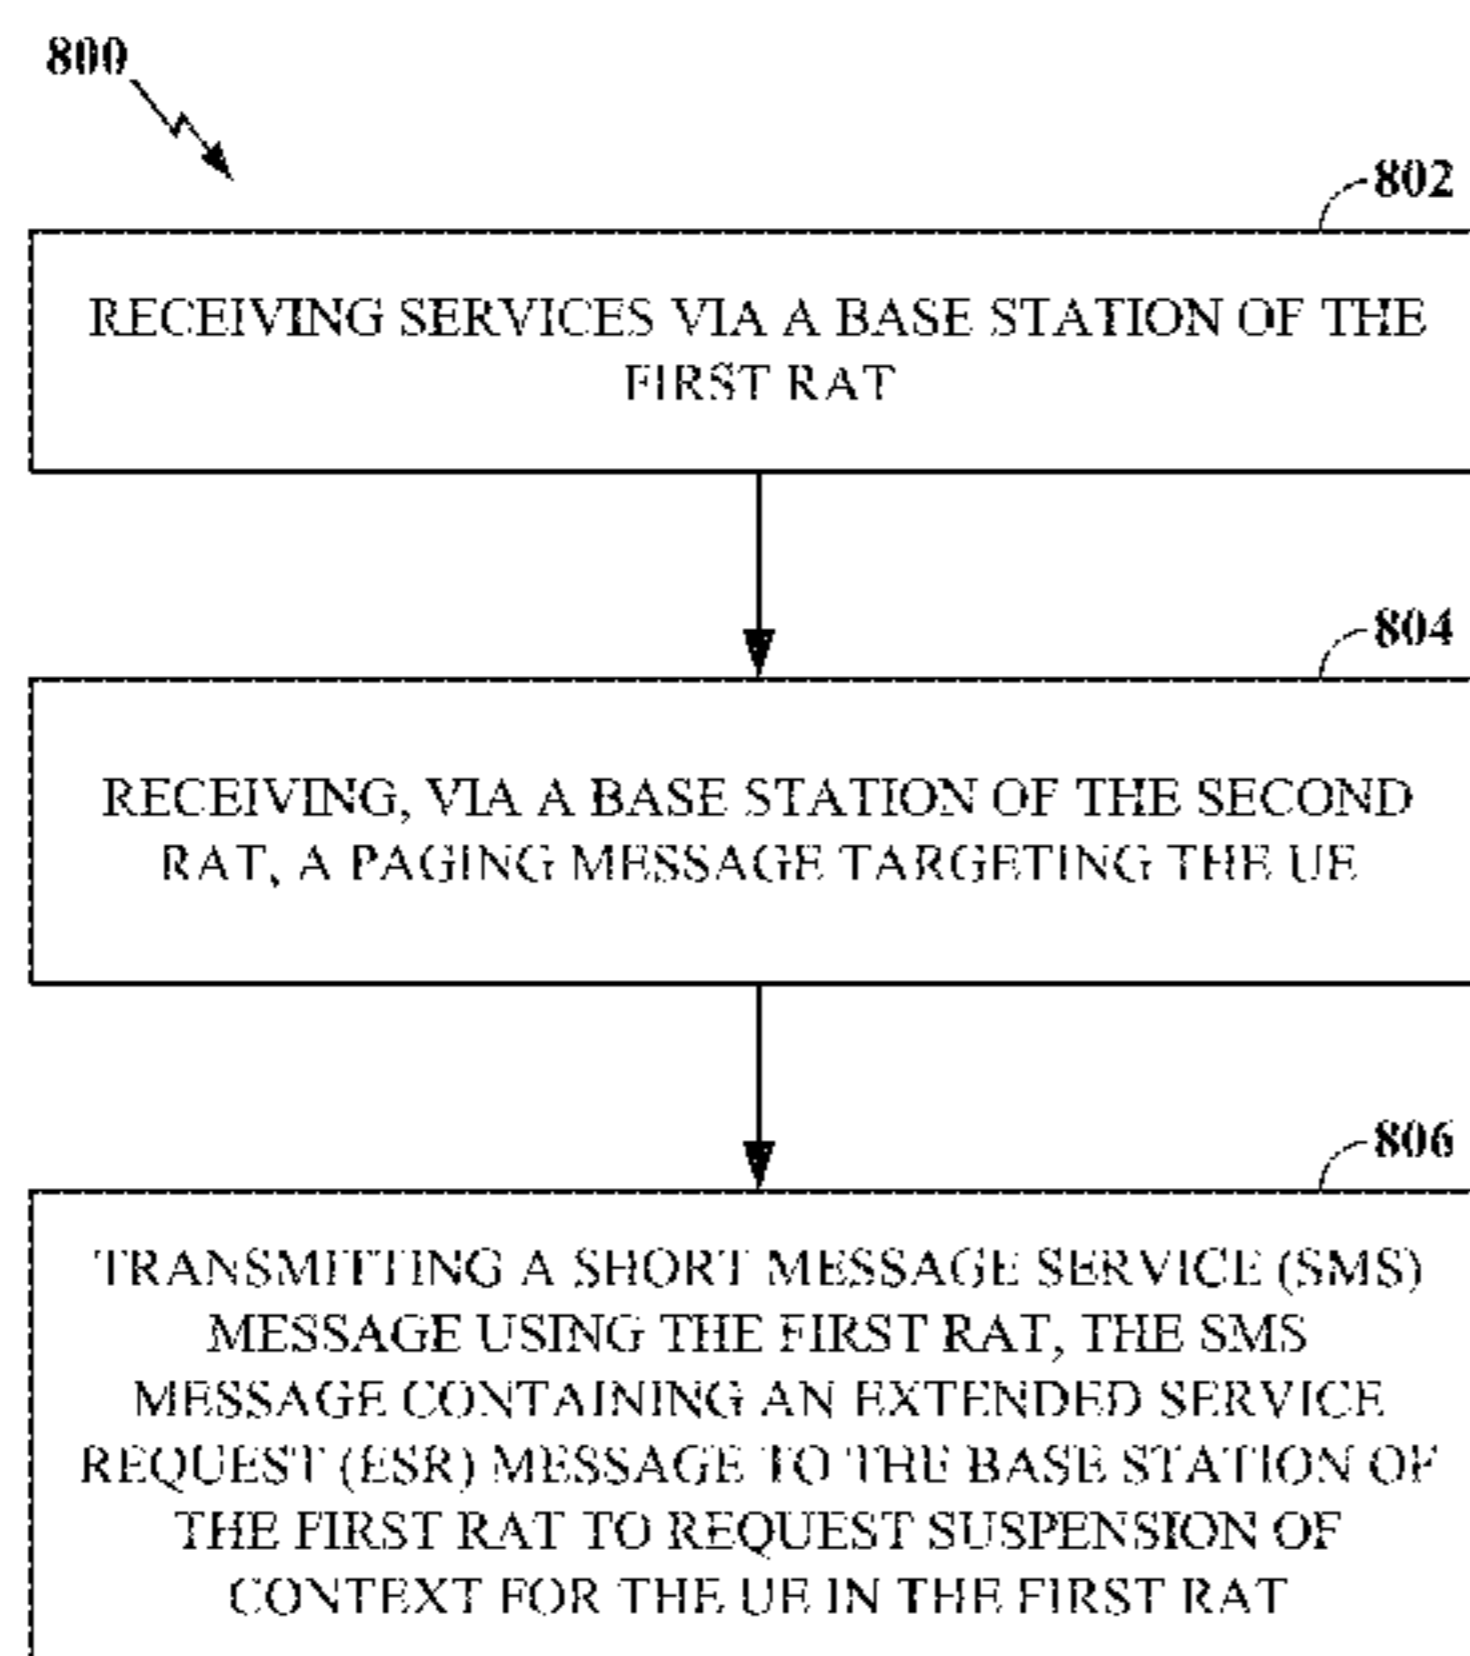 800
802
RECEIVING SERVICES VIA A BASE STATION OF THE
FIRST RAT
804
RECEIVING, VIA A BASE STATION OF THE SECOND
RAT, A PAGING MESSAGE TARGETING THE UE
806
TRANSMITTING A SHORT MESSAGE SERVICE (SMS)
MESSAGE USING THE FIRST RAT, THE SMS
MESSAGE CONTAINING AN EXTENDED SERVICE
REQUEST (ESR) MESSAGE TO THE BASE STATION OF
THE FIRST RAT TO REQUEST SUSPENSION OF
CONTEXT FOR THE UE IN THE FIRST RAT